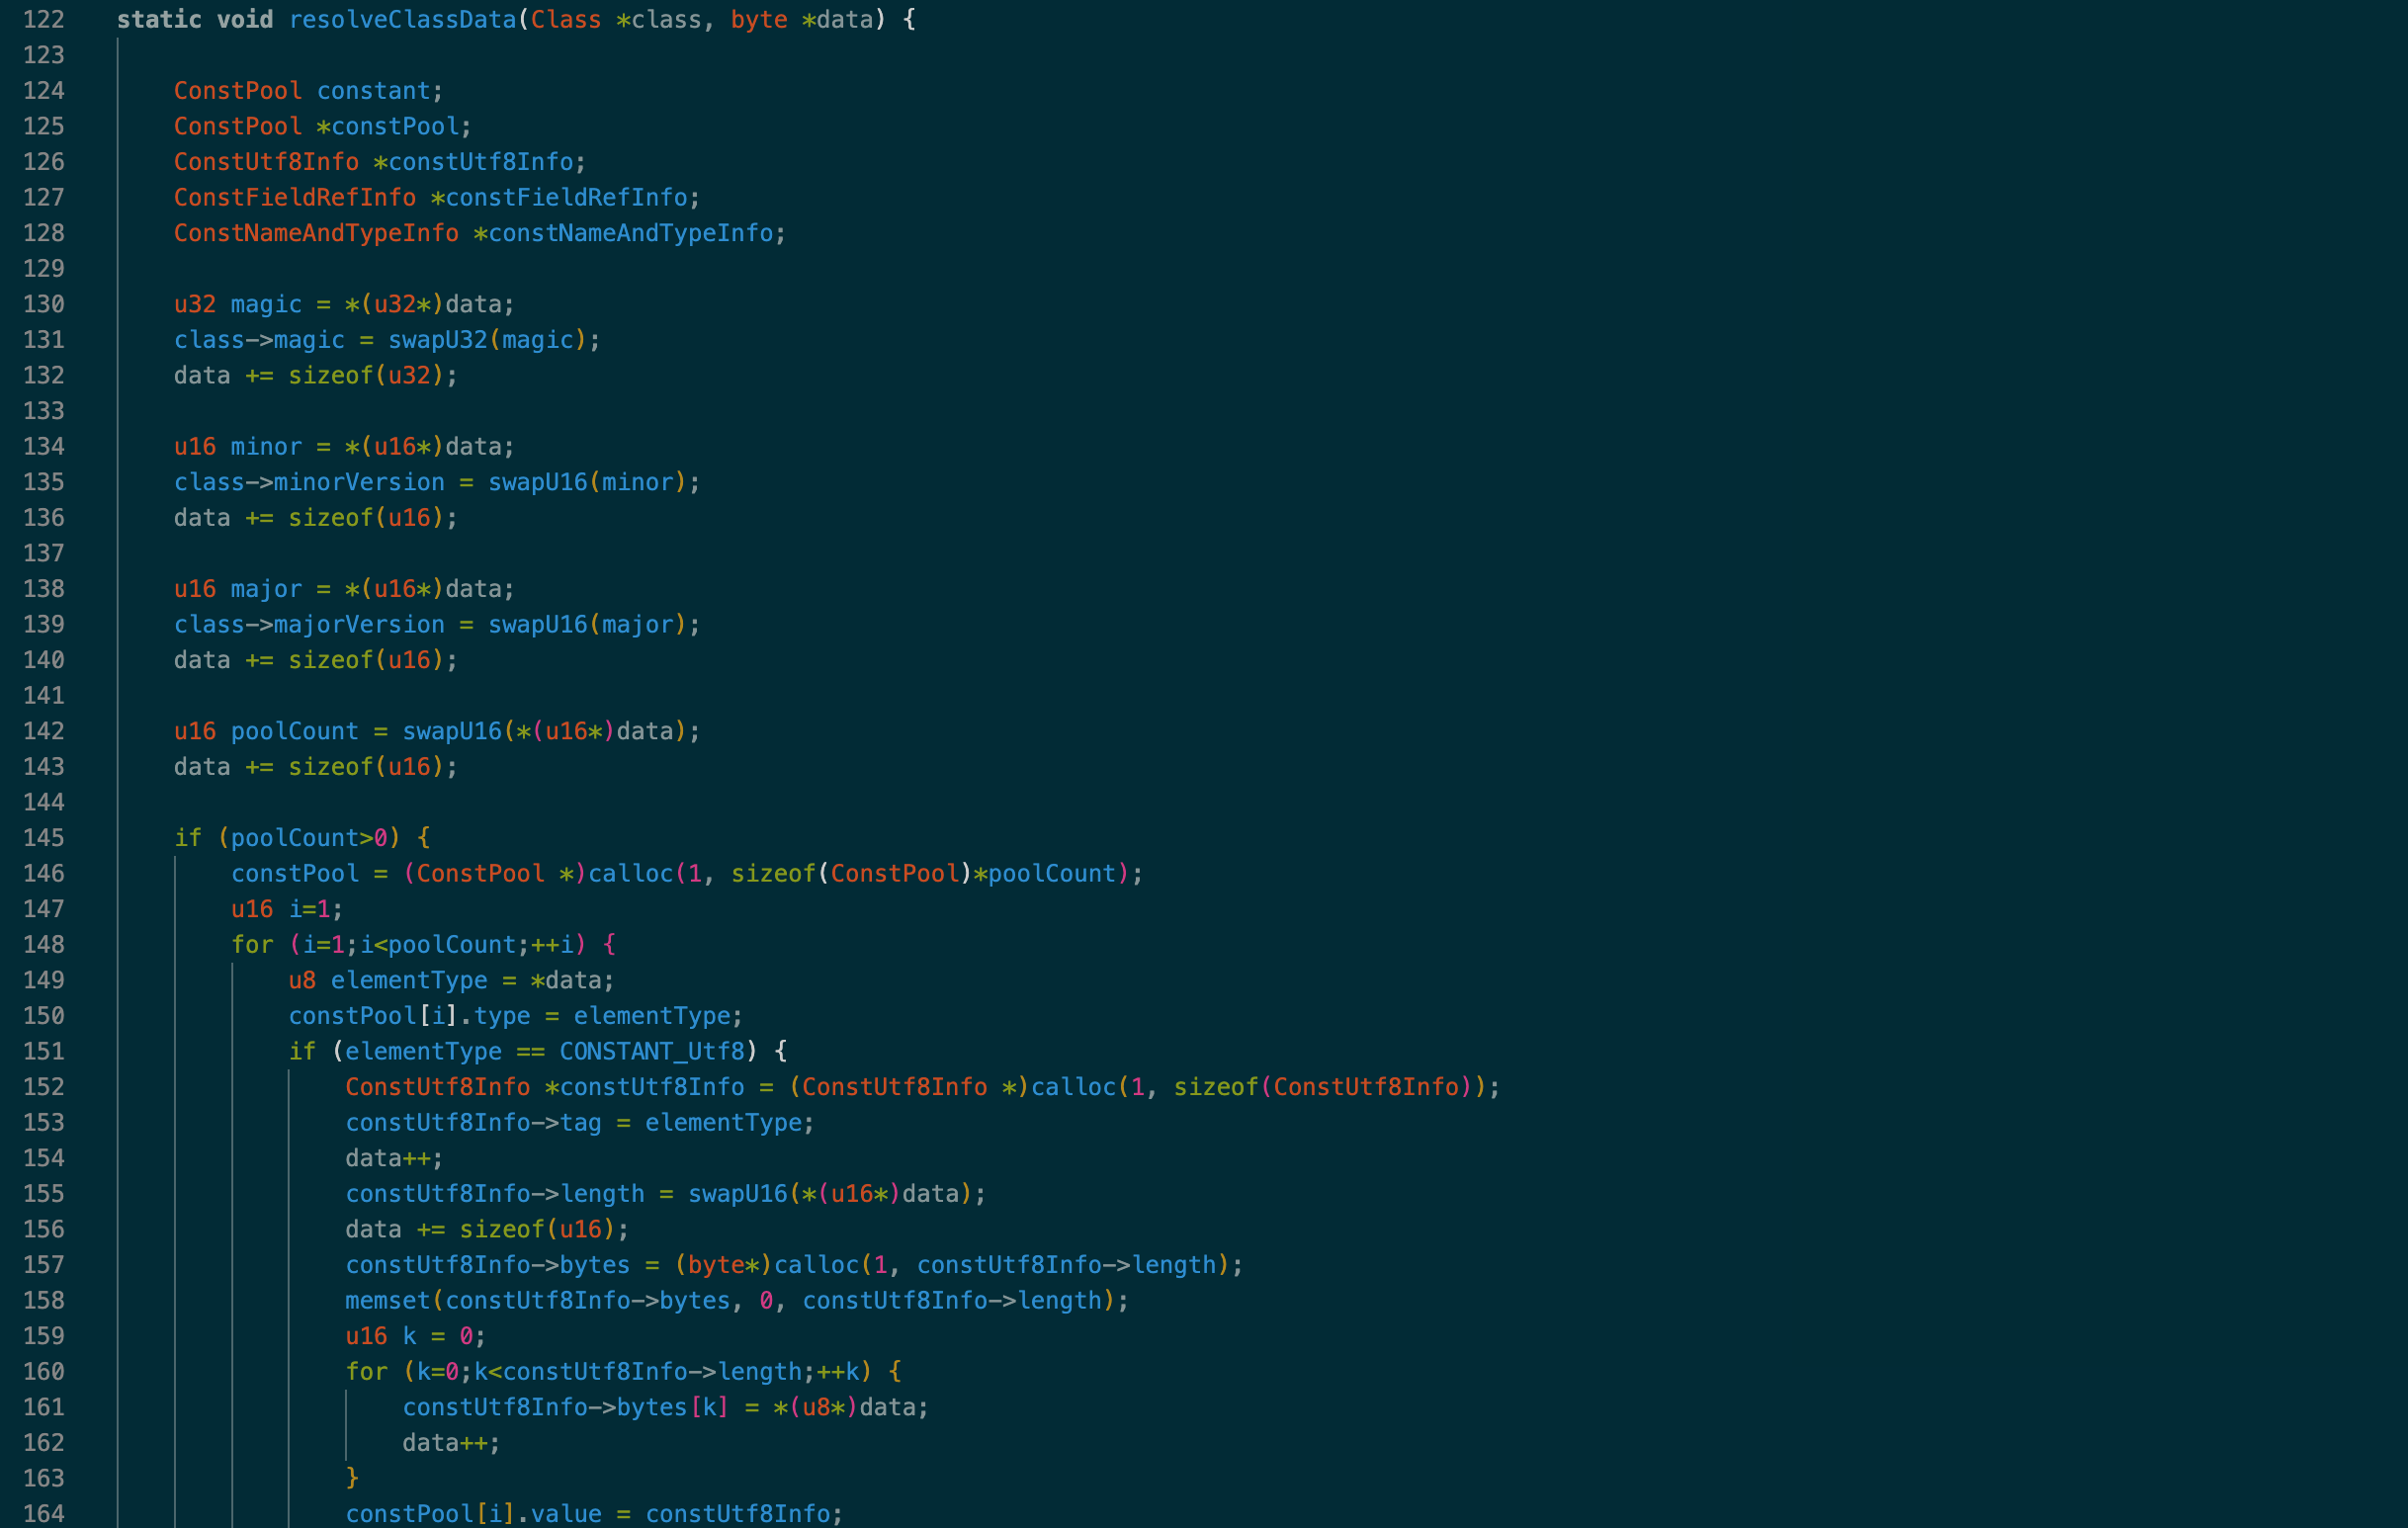 122 static void resolveClassData(Class *class, byte *data) {
123
124 ConstPool constant;
125 ConstPool *constPool;
126 ConstUtf8Info *constUtf8Info;
127 ConstFieldRefInfo *constFieldRefInfo;
128 ConstNameAndTypeInfo *constNameAndTypeInfo;
129
130 u32 magic = *(u32*)data;
131 class->magic = swapU32(magic);
132 data += sizeof(u32);
133
134 u16 minor = *(u16*)data;
135 class->minorVersion = swapU16(minor);
136 data += sizeof(u16);
137
138 u16 major = *(u16*)data;
139 class->majorVersion = swapU16(major);
140 data += sizeof(u16);
141
142 u16 poolCount = swapU16(*(u16*)data);
143 data += sizeof(u16);
144
145 if (poolCount>0) {
146 constPool = (ConstPool *)calloc(1, sizeof(ConstPool)*poolCount);
147 u16 i=1;
148 for (i=1;i<poolCount;++i) {
149 u8 elementType = *data;
150 constPool[i].type = elementType;
151 if (elementType == CONSTANT_Utf8) {
152 ConstUtf8Info *constUtf8Info = (ConstUtf8Info *)calloc(1, sizeof(ConstUtf8Info));
153 constUtf8Info->tag = elementType;
154 data++;
155 constUtf8Info->length = swapU16(*(u16*)data);
156 data += sizeof(u16);
157 constUtf8Info->bytes = (byte*)calloc(1, constUtf8Info->length);
158 memset(constUtf8Info->bytes, 0, constUtf8Info->length);
159 u16 k = 0;
160 for (k=0;k<constUtf8Info->length;++k) {
161 constUtf8Info->bytes[k] = *(u8*)data;
162 data++;
163 }
164 constPool[i].value = constUtf8Info;